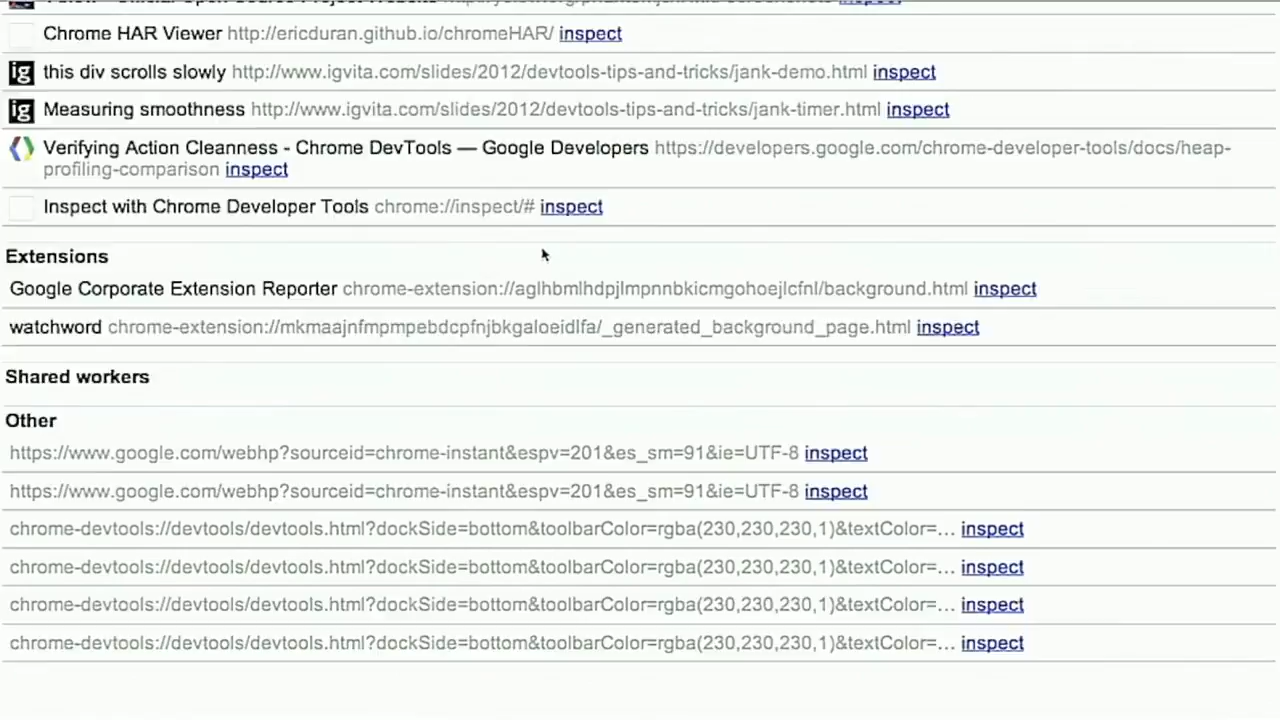 inspect
Chrome HAR Viewer http://ericduran.github.io/chromeHAR/ inspect
ig this div scrolls slowly http://www.igvita.com/slides/2012/devtools-tips-and-tricks/jank-demo.html inspect
ig Measuring smoothness http://www.igvita.com/slides/2012/devtools-tips-and-tricks/jank-timer.html inspect
Verifying Action Cleanness - Chrome DevTools — Google Developers https://developers.google.com/chrome-developer-tools/docs/heap-
profiling-comparison inspect
Inspect with Chrome Developer Tools chrome://inspect/# inspect
Extensions
Google Corporate Extension Reporter chrome-extension://aglhbmlhdpjlmpnnbkicmgohoejlcfnl/background.html inspect
watchword chrome-extension://mkmaajnfmpmpebdcpfnjbkgaloeidlfa/_generated_background_page.html inspect
Shared workers
Other
https://www.google.com/webhp?sourceid=chrome-instant&espv=201&es_sm=91&ie=UTF-8 inspect
https://www.google.com/webhp?sourceid=chrome-instant&espv=201&es_sm=91&ie=UTF-8 inspect
chrome-devtools://devtools/devtools.html?dockSide=bottom&toolbarColor=rgba(230,230,230,1)&textColor=... inspect
chrome-devtools://devtools/devtools.html?dockSide=bottom&toolbarColor=rgba(230,230,230,1)&textColor=... inspect
chrome-devtools://devtools/devtools.html?dockSide=bottom&toolbarColor=rgba(230,230,230,1)&textColor=... inspect
chrome-devtools://devtools/devtools.html?dockSide=bottom&toolbarColor=rgba(230,230,230,1)&textColor=... inspect